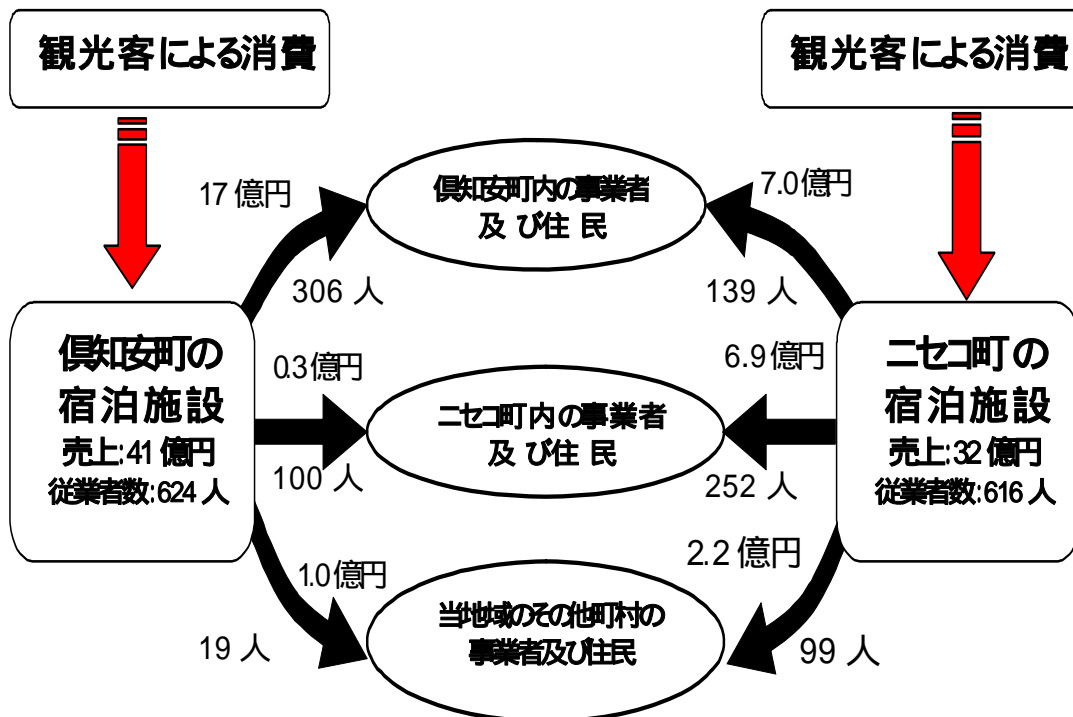 観光客による消費
観光客による消費
17 億円
倶知安町内の事業者
及び住民
7.0億円
306 人
139 人
倶知安町の
宿泊施設
売上:41 億円
従業者数:624 人
0.3億円
ニセコ町内の事業者
及び住民
6.9億円
100 人
252 人
ニセコ町の
宿泊施設
売上:32 億円
従業者数:616 人
1.0億円
当地域のその他町村の
事業者及び住民
2.2 億円
19 人
99 人